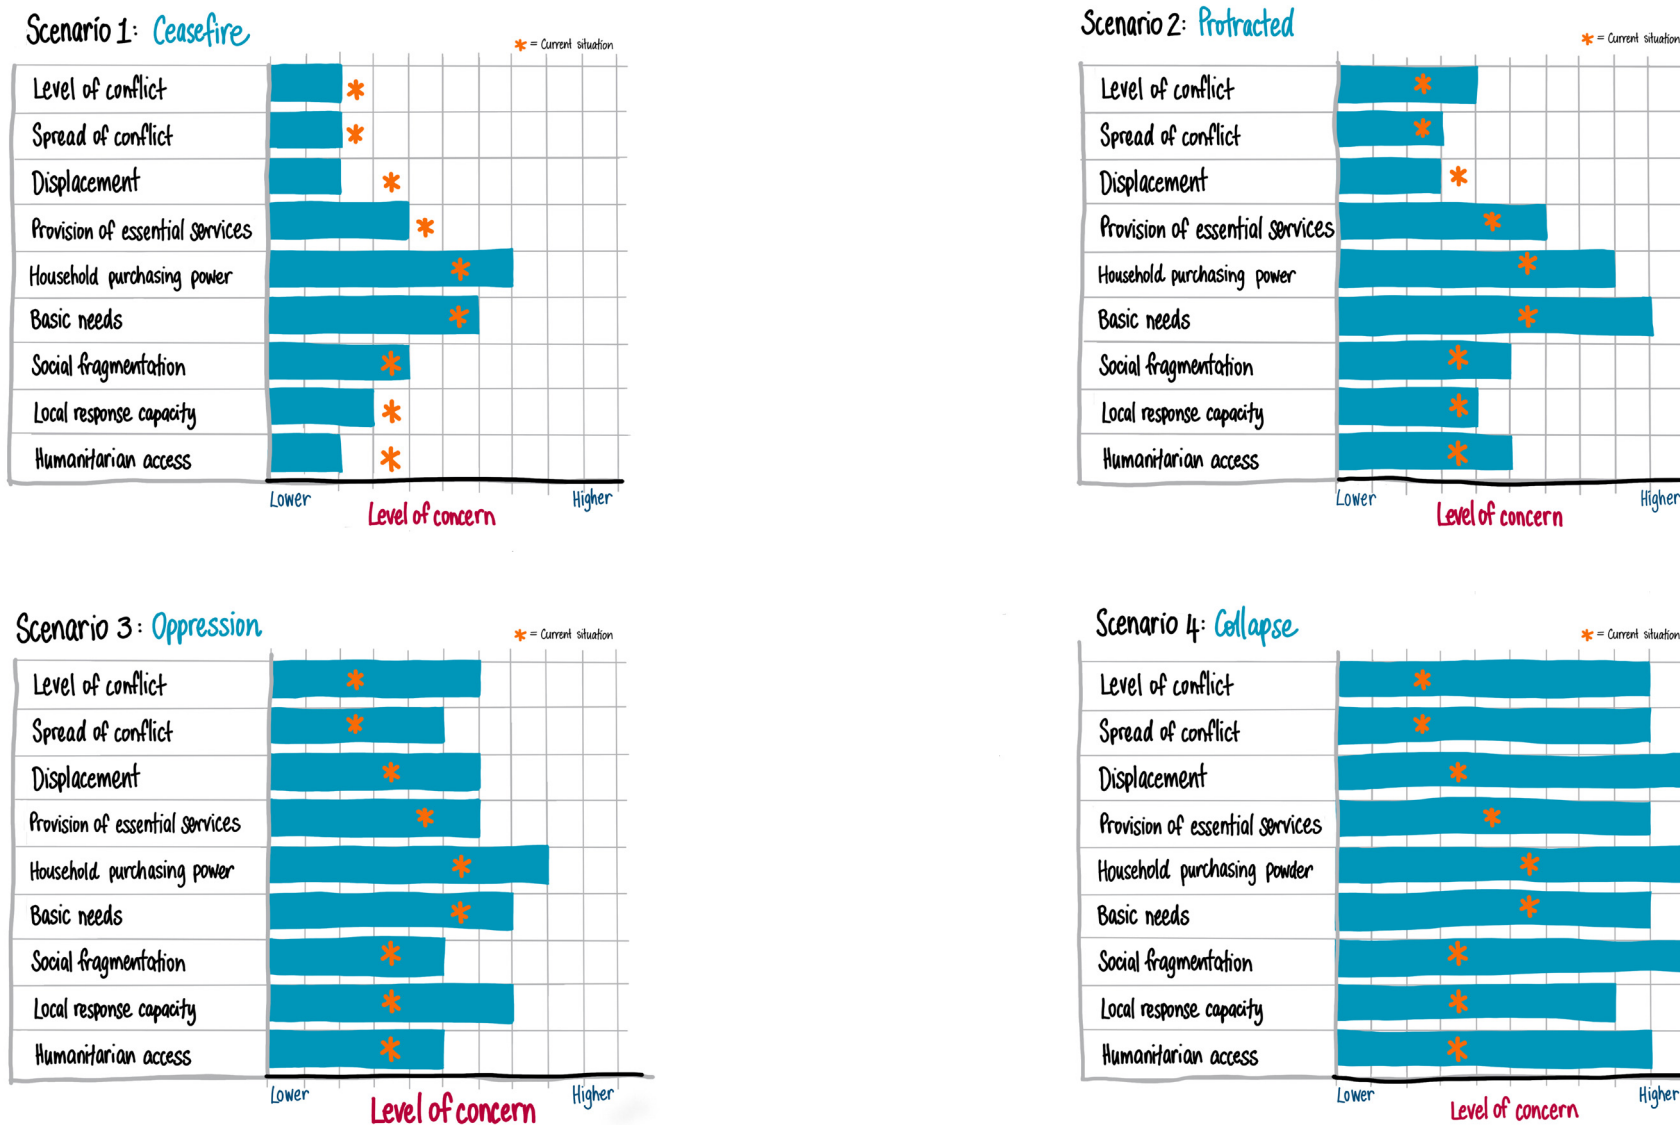 Scenario 1: Ceasefire
* = Current situation
Level of conflict
Spread of conflict
Displacement
Provision of essential services
Household purchasing power
Basic needs
Social fragmentation
Local response capacity
Humanitarian access
Lower
Higher
Level of concern
Scenario 2: Protracted
* = Current situation
Level of conflict
Spread of conflict
Displacement
Provision of essential services
Household purchasing power
Basic needs
Social fragmentation
Local response capacity
Humanitarian access
Lower
Higher
Level of concern
Scenario 3: Oppression
* = Current situation
Level of conflict
Spread of conflict
Displacement
Provision of essential services
Household purchasing power
Basic needs
Social fragmentation
Local response capacity
Humanitarian access
Lower
Higher
Level of concern
Scenario 4: Collapse
* = Current situation
Level of conflict
Spread of conflict
Displacement
Provision of essential services
Household purchasing powder
Basic needs
Social fragmentation
Local response capacity
Humanitarian access
Lower
Higher
Level of concern